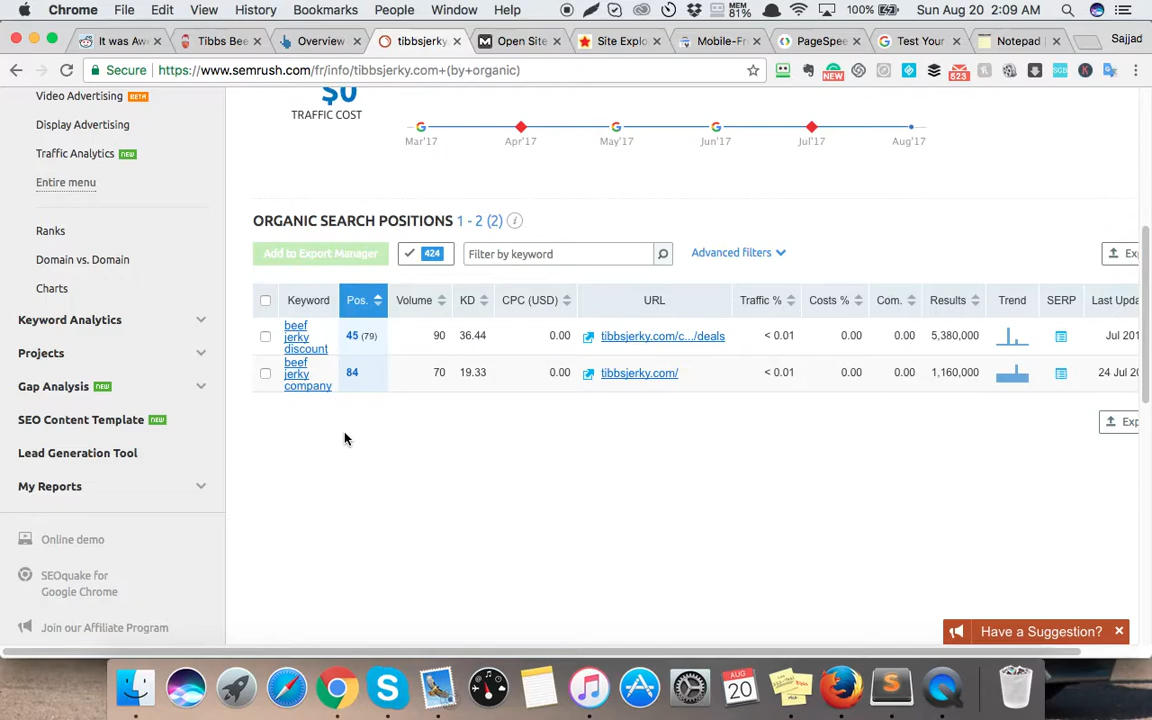 Chrome File Edit View History Bookmarks People Window Help MEM 81% 100% Sun Aug 20 2:09 AM
It was Aw Tibbs Bee Overview tibbsjerky. Open Site Site Explo Mobile-Fr PageSpee Test Your Notepad Sajjad
Secure https://www.semrush.com/fr/info/tibbsjerky.com+(by+organic) NEW 523
Video Advertising BETA
Display Advertising
Traffic Analytics NEW
Entire menu
Ranks
Domain vs. Domain
Charts
Keyword Analytics
Projects
Gap Analysis NEW
SEO Content Template NEW
Lead Generation Tool
My Reports
Online demo
SEOquake for
Google Chrome
Join our Affiliate Program
$0
TRAFFIC COST
Mar'17 Apr'17 May'17 Jun'17 Jul'17 Aug'17
ORGANIC SEARCH POSITIONS 1 - 2 (2) i
Add to Export Manager 424 Filter by keyword Advanced filters Exp
Keyword Pos. Volume KD CPC (USD) URL Traffic % Costs % Com. Results Trend SERP Last Upda
beef jerky discount 45 (79) 90 36.44 0.00 tibbsjerky.com/c.../deals < 0.01 0.00 0.00 5,380,000 Jul 201
beef jerky company 84 70 19.33 0.00 tibbsjerky.com/ < 0.01 0.00 0.00 1,160,000 24 Jul 20
Exp
Have a Suggestion? ×
AUG
20